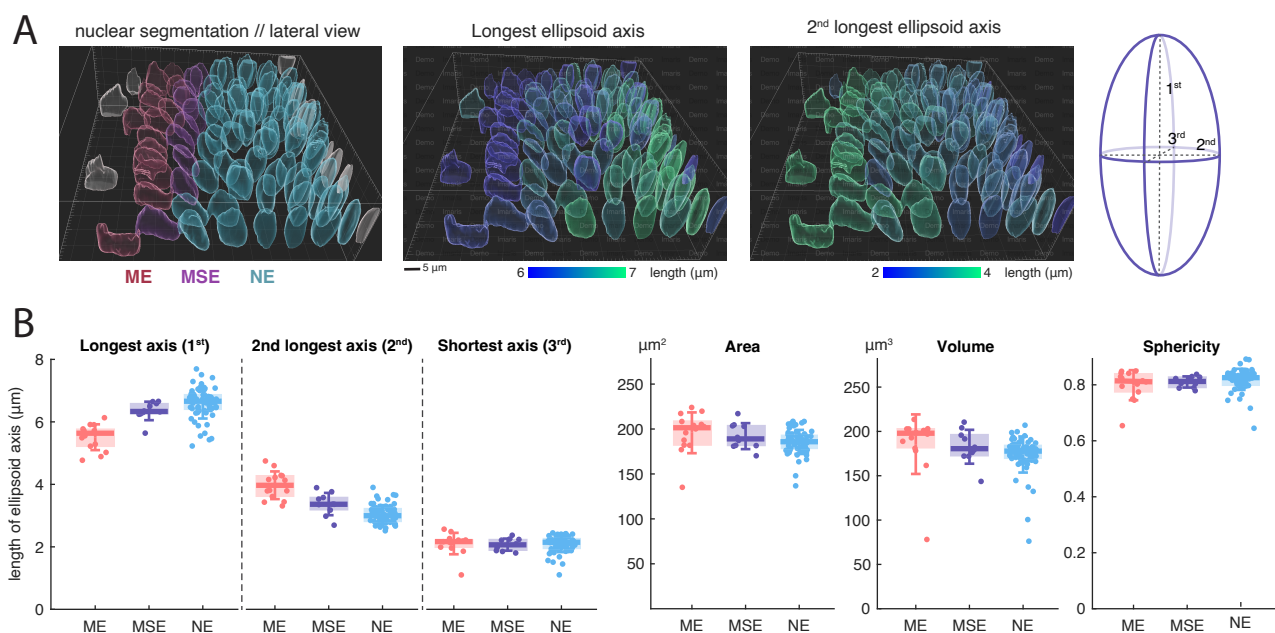 A
nuclear segmentation // lateral view
Longest ellipsoid axis
2nd longest ellipsoid axis
1st
3rd
2nd
ME MSE NE
5 µm
6 7 length (µm)
2 4 length (µm)
B
Longest axis (1st)
2nd longest axis (2nd)
Shortest axis (3rd)
length of ellipsoid axis (µm)
8
6
4
2
0
ME MSE NE
ME MSE NE
ME MSE NE
µm2
Area
250
200
150
100
50
ME MSE NE
µm3
Volume
250
200
150
100
50
ME MSE NE
Sphericity
0.8
0.6
0.4
0.2
0
ME MSE NE